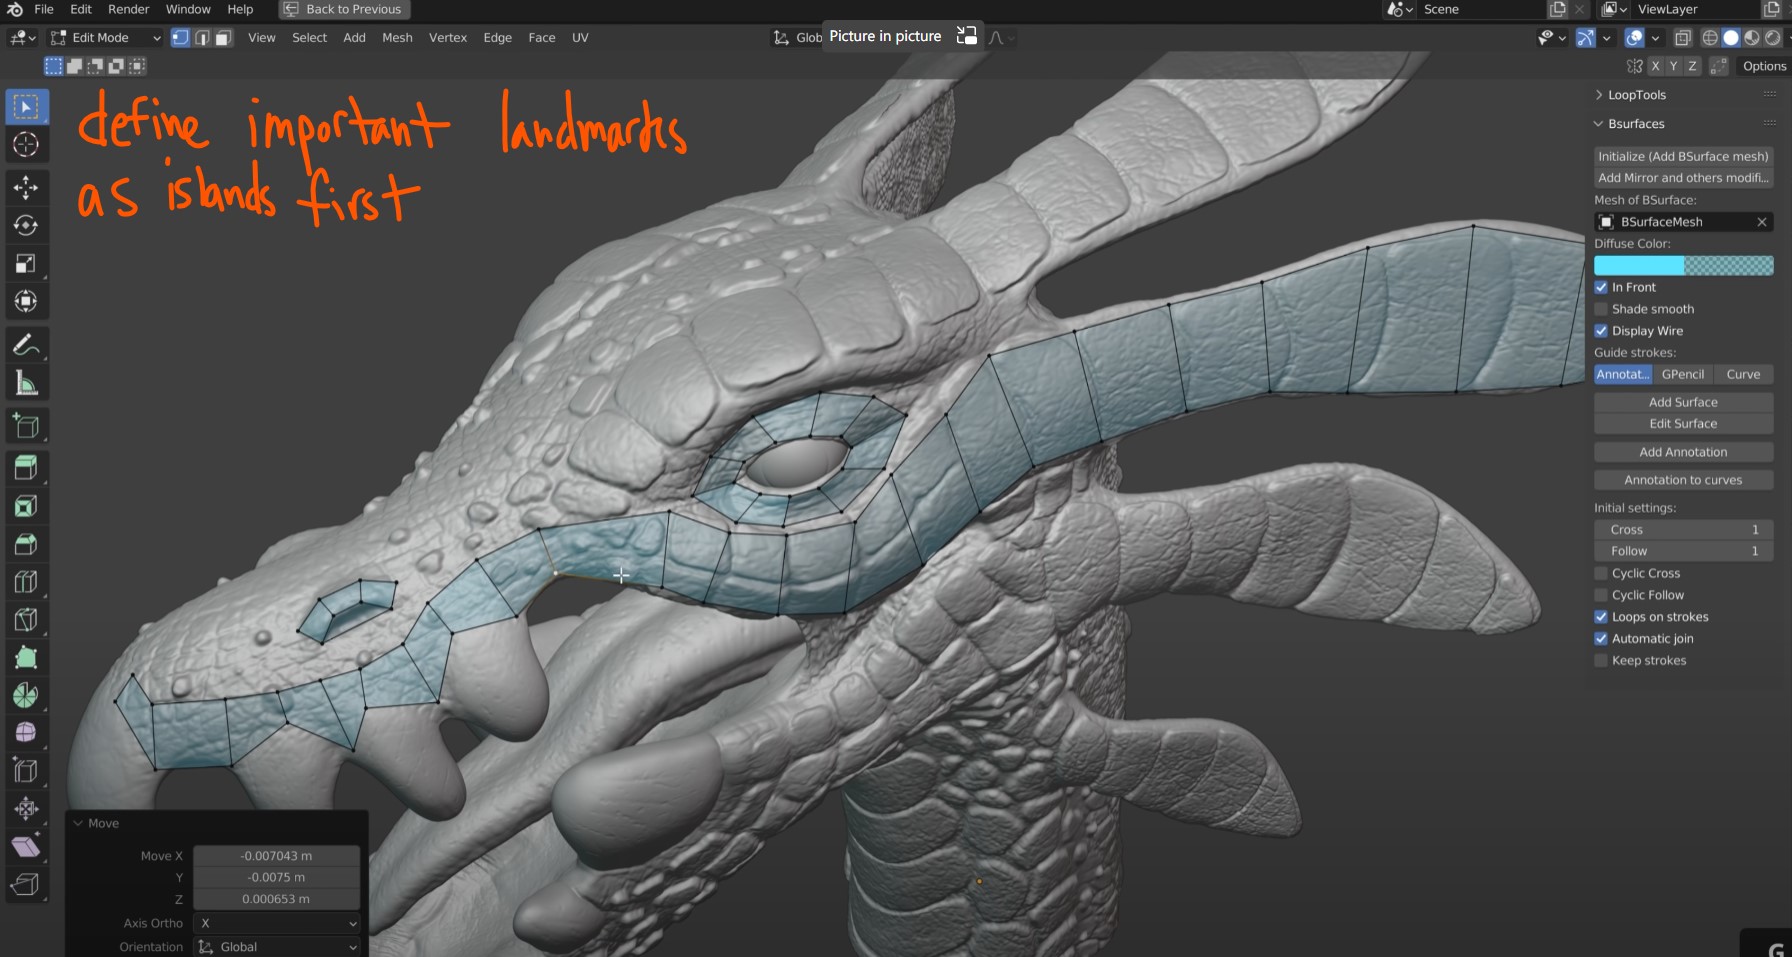 File Edit Render Window Help Back to Previous Scene ViewLayer
Edit Mode View Select Add Mesh Vertex Edge Face UV Glob Picture in picture
X Y Z Options
define important landmarks
as islands first
LoopTools
Bsurfaces
Initialize (Add BSurface mesh)
Add Mirror and others modifi...
Mesh of BSurface:
BSurfaceMesh
Diffuse Color:
In Front
Shade smooth
Display Wire
Guide strokes:
Annotat... GPencil Curve
Add Surface
Edit Surface
Add Annotation
Annotation to curves
Initial settings:
Cross 1
Follow 1
Cyclic Cross
Cyclic Follow
Loops on strokes
Automatic join
Keep strokes
Move
Move X -0.007043 m
Y -0.0075 m
Z 0.000653 m
Axis Ortho X
Orientation Global
G